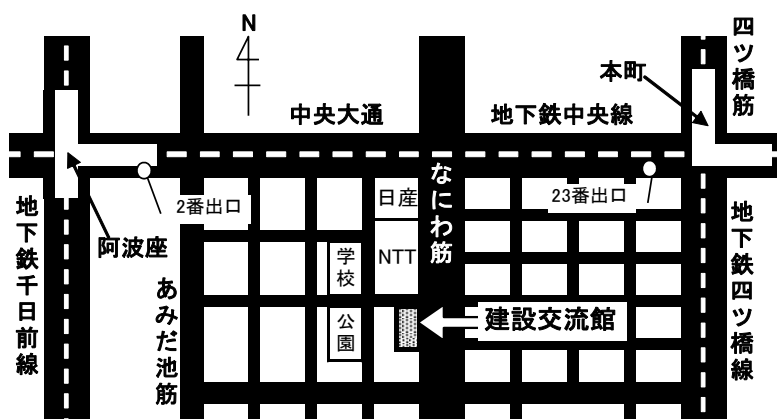 N
四ツ橋筋
本町
中央大通
地下鉄中央線
なにわ筋
2番出口
日産
23番出口
地下鉄千日前線
阿波座
学校
NTT
地下鉄四ツ橋線
あみだ池筋
公園
建設交流館